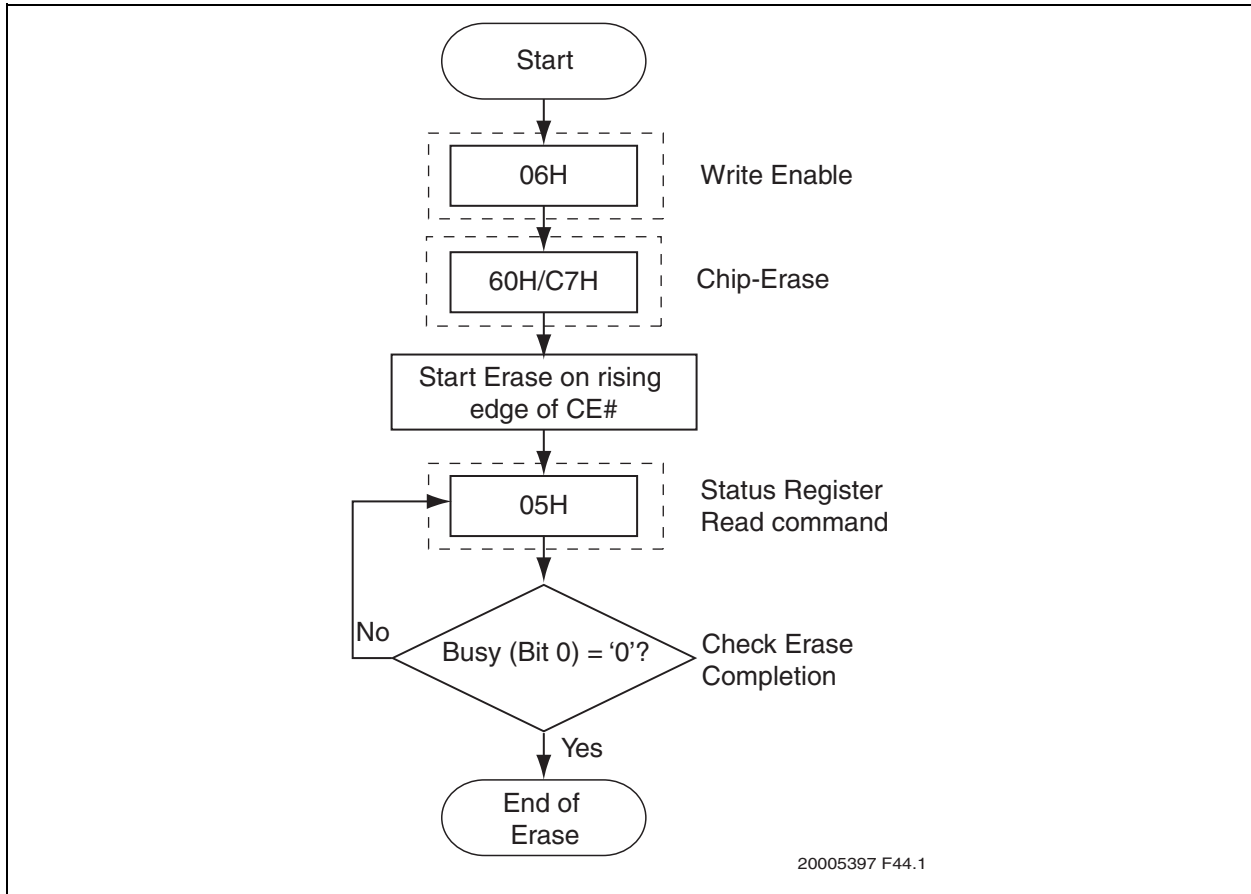 Start
06H
Write Enable
60H/C7H
Chip-Erase
Start Erase on rising
edge of CE#
05H
Status Register
Read command
No
Busy (Bit 0) = ‘0’?
Check Erase
Completion
Yes
End of
Erase
20005397 F44.1